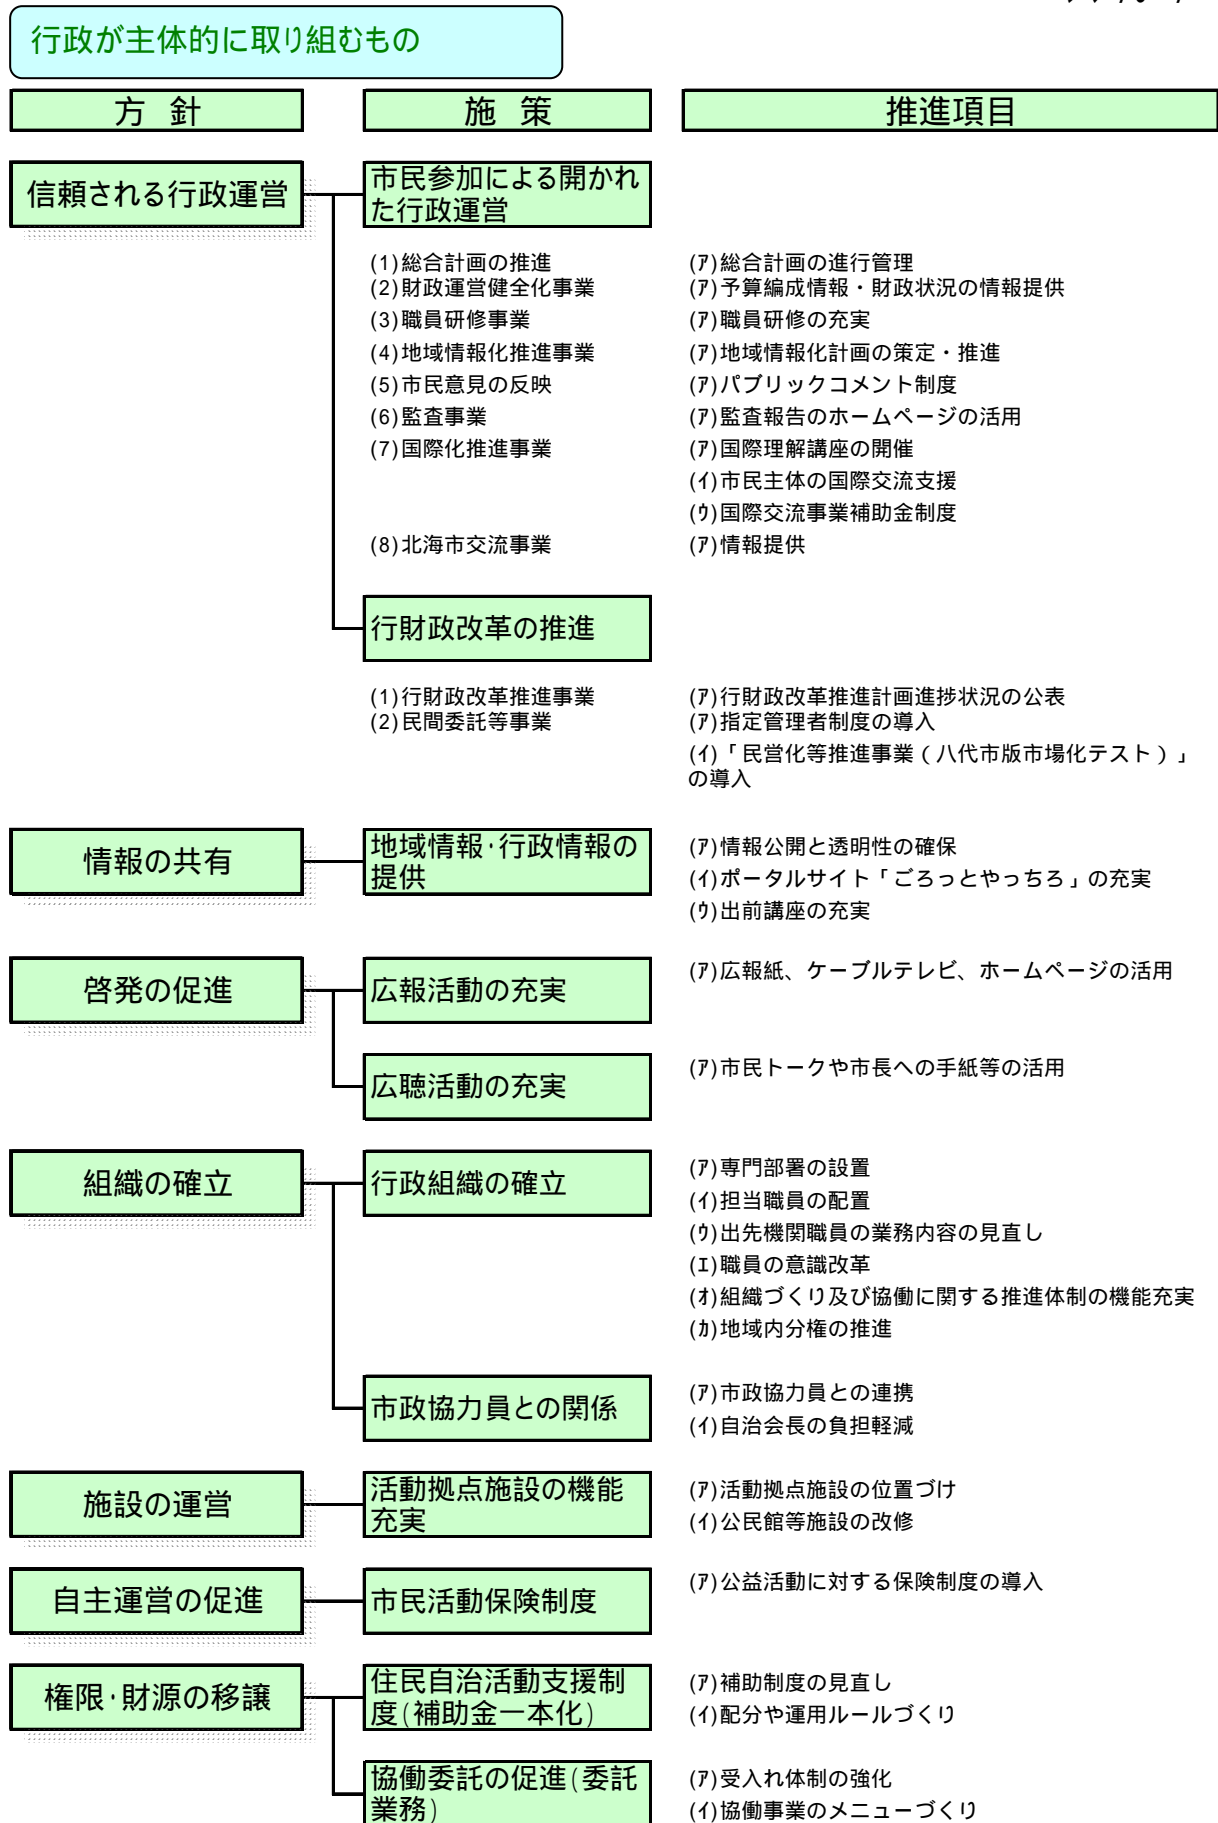 行政が主体的に取り組むもの
方 針 施 策 推進項目
信頼される行政運営
市民参加による開かれ
た行政運営
(1)総合計画の推進 (ｱ)総合計画の進行管理
(2)財政運営健全化事業 (ｱ)予算編成情報・財政状況の情報提供
(3)職員研修事業 (ｱ)職員研修の充実
(4)地域情報化推進事業 (ｱ)地域情報化計画の策定・推進
(5)市民意見の反映 (ｱ)パブリックコメント制度
(6)監査事業 (ｱ)監査報告のホームページの活用
(7)国際化推進事業 (ｱ)国際理解講座の開催
(ｲ)市民主体の国際交流支援
(ｳ)国際交流事業補助金制度
(8)北海市交流事業 (ｱ)情報提供
行財政改革の推進
(1)行財政改革推進事業 (ｱ)行財政改革推進計画進捗状況の公表
(2)民間委託等事業 (ｱ)指定管理者制度の導入
(ｲ)「民営化等推進事業（八代市版市場化テスト）」
の導入
情報の共有
地域情報･行政情報の
提供
(ｱ)情報公開と透明性の確保
(ｲ)ポータルサイト「ごろっとやっちろ」の充実
(ｳ)出前講座の充実
啓発の促進
広報活動の充実
(ｱ)広報紙、ケーブルテレビ、ホームページの活用
広聴活動の充実
(ｱ)市民トークや市長への手紙等の活用
組織の確立
行政組織の確立
(ｱ)専門部署の設置
(ｲ)担当職員の配置
(ｳ)出先機関職員の業務内容の見直し
(ｴ)職員の意識改革
(ｵ)組織づくり及び協働に関する推進体制の機能充実
(ｶ)地域内分権の推進
市政協力員との関係
(ｱ)市政協力員との連携
(ｲ)自治会長の負担軽減
施設の運営
活動拠点施設の機能
充実
(ｱ)活動拠点施設の位置づけ
(ｲ)公民館等施設の改修
自主運営の促進
市民活動保険制度
(ｱ)公益活動に対する保険制度の導入
権限･財源の移譲
住民自治活動支援制
度(補助金一本化)
(ｱ)補助制度の見直し
(ｲ)配分や運用ルールづくり
協働委託の促進(委託
業務)
(ｱ)受入れ体制の強化
(ｲ)協働事業のメニューづくり